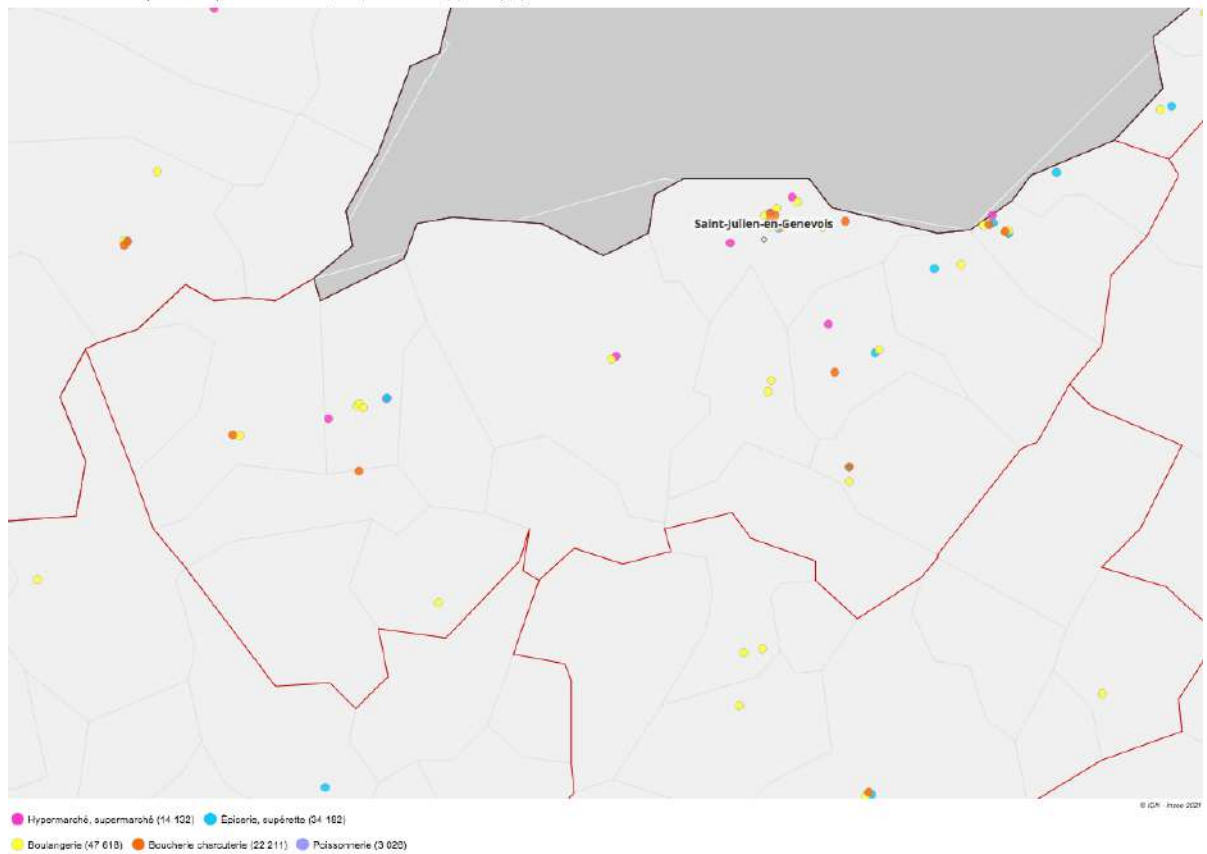 Saint-Julien-en-Genevois
© IGN - Insee 2021
Hypermarché, supermarché (14 132) Épicerie, supérette (34 182)
Boulangerie (47 618) Boucherie charcuterie (22 211) Poissonnerie (3 026)